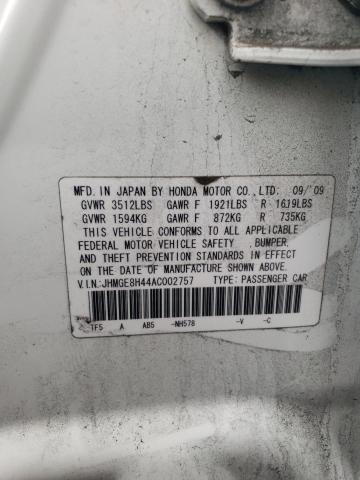 MFD. IN JAPAN BY HONDA MOTOR CO., LTD: 09/'09
GVWR 3512LBS GAWR F 1921LBS R 1619LBS
GVWR 1594KG GAWR F 872KG R 735KG
THIS VEHICLE CONFORMS TO ALL APPLICABLE
FEDERAL MOTOR VEHICLE SAFETY , BUMPER,
AND THEFT PREVENTION STANDARDS IN EFFECT
ON THE DATE OF MANUFACTURE SHOWN ABOVE.
V.I.N.:JHMGE8H44AC002757 TYPE: PASSENGER CAR
TF5 A AB5 -NH578 -V -C